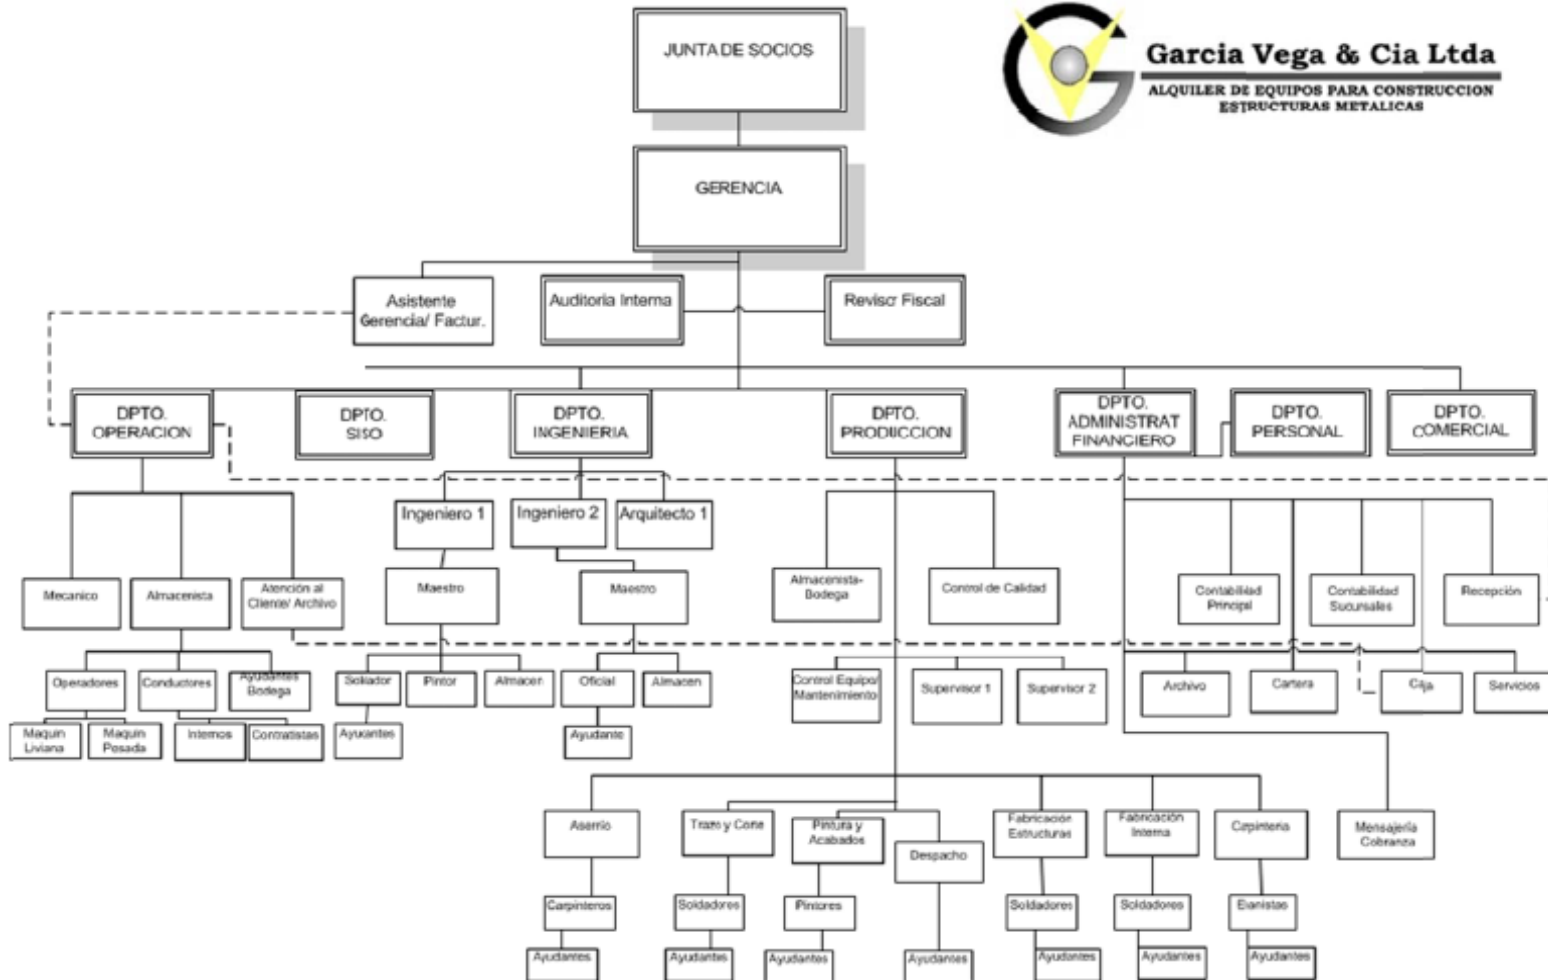 JUNTA DE SOCIOS
Garcia Vega & Cia Ltda
ALQUILER DE EQUIPOS PARA CONSTRUCCION
ESTRUCTURAS METALICAS
GERENCIA
Asistente
Gerencia/ Factur.
Auditoria Interna
Revisor Fiscal
DPTO.
OPERACION
DPTO.
SISO
DPTO.
INGENIERIA
DPTO.
PRODUCCION
DPTO.
ADMINISTRAT
FINANCIERO
DPTO.
PERSONAL
DPTO.
COMERCIAL
Ingeniero 1
Ingeniero 2
Arquitecto 1
Mecanico
Almacenista
Atención al
Cliente/ Archivo
Maestro
Maestro
Almacenista-
Bodega
Control de Calidad
Contabilidad
Principal
Contabilidad
Sucursales
Recepción
Operadores
Conductores
Ayudantes
Bodega
Soldador
Pintor
Almacen
Oficial
Almacen
Control Equipo/
Mantenimiento
Supervisor 1
Supervisor 2
Archivo
Cartera
Caja
Servicios
Maquin
Liviana
Maquin
Pesada
Internos
Contratistas
Ayudantes
Ayudante
Aserrio
Trazo y Corte
Pintura y
Acabados
Despacho
Fabricación
Estructuras
Fabricación
Interna
Carpinteria
Mensajería
Cobranza
Carpinteros
Soldadores
Pintores
Soldadores
Soldadores
Ebanistas
Ayudantes
Ayudantes
Ayudantes
Ayudantes
Ayudantes
Ayudantes
Ayudantes